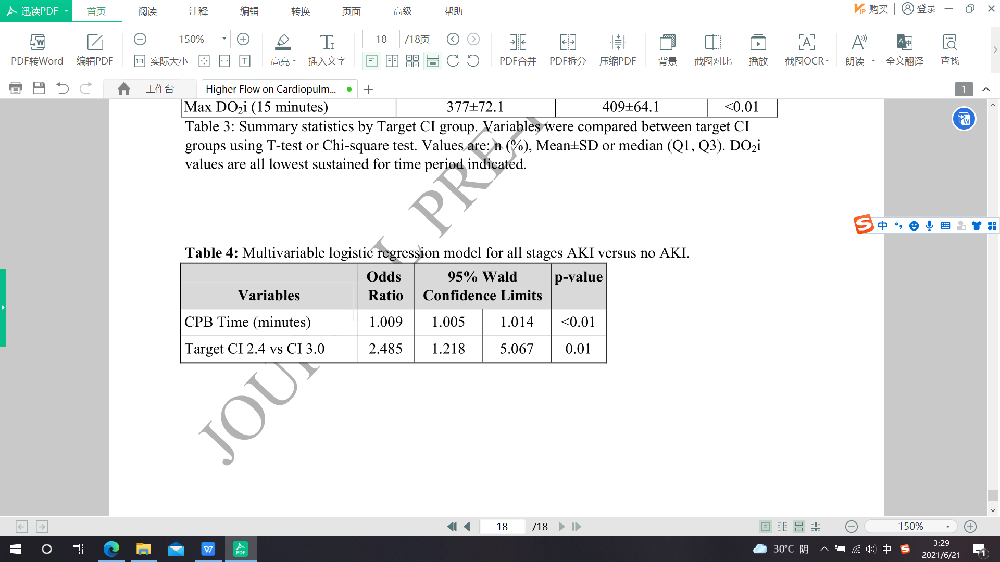 迅读PDF 首页 阅读 注释 编辑 转换 页面 高级 帮助 VIP 购买 登录
150% 18 /18页
PDF转Word 编辑PDF 1:1 实际大小 高亮 插入文字 PDF合并 PDF拆分 压缩PDF 背景 截图对比 播放 截图OCR 朗读 全文翻译 查找
工作台 Higher Flow on Cardiopulm... 1
Max DO₂i (15 minutes) 377±72.1 409±64.1 <0.01
Table 3: Summary statistics by Target CI group. Variables were compared between target CI
groups using T-test or Chi-square test. Values are: n (%), Mean±SD or median (Q1, Q3). DO₂i
values are all lowest sustained for time period indicated.
中
Table 4: Multivariable logistic regression model for all stages AKI versus no AKI.
Variables Odds Ratio 95% Wald Confidence Limits p-value
CPB Time (minutes) 1.009 1.005 1.014 <0.01
Target CI 2.4 vs CI 3.0 2.485 1.218 5.067 0.01
18 /18 150%
PDF 30°C 阴 中 3:29
2021/6/21 1